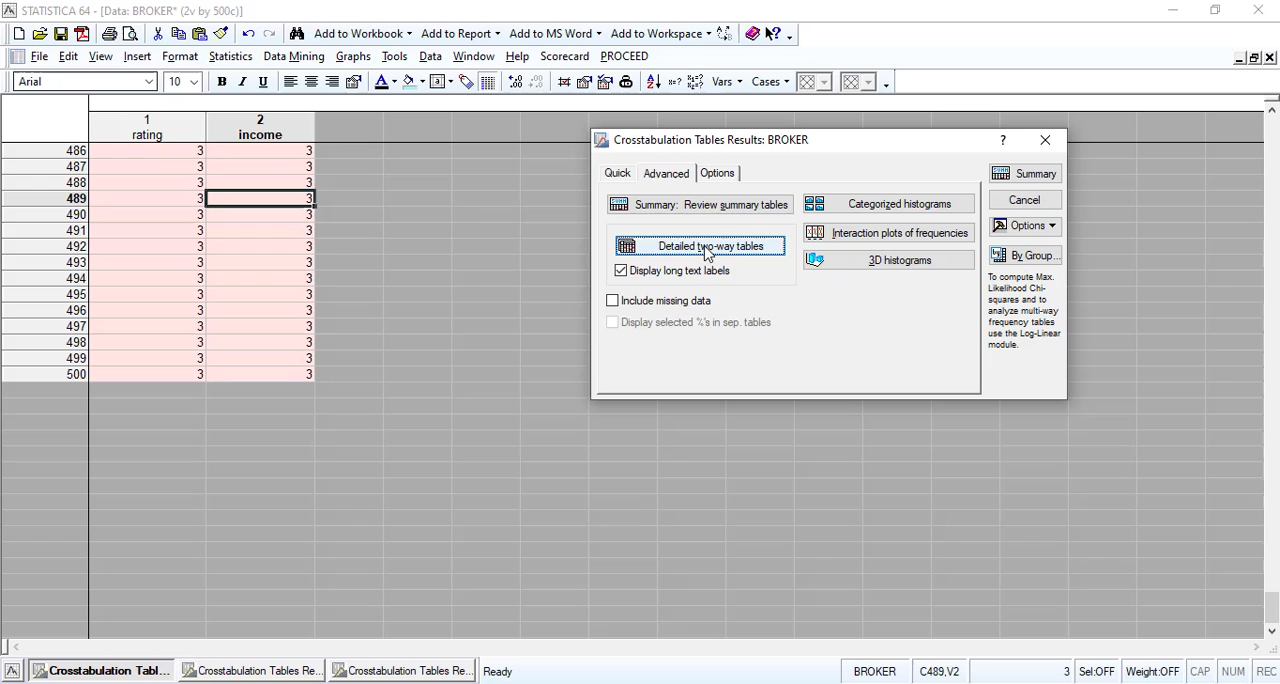 STATISTICA 64 - [Data: BROKER* (2v by 500c)]
Add to Workbook Add to Report Add to MS Word Add to Workspace
File Edit View Insert Format Statistics Data Mining Graphs Tools Data Window Help Scorecard PROCEED
Arial 10 B I U Vars Cases
1 2
rating income
486 3 3
487 3 3
488 3 3
489 3 3
490 3 3
491 3 3
492 3 3
493 3 3
494 3 3
495 3 3
496 3 3
497 3 3
498 3 3
499 3 3
500 3 3
Crosstabulation Tables Results: BROKER
Quick Advanced Options
Summary: Review summary tables
Detailed two-way tables
Display long text labels
Include missing data
Display selected %'s in sep. tables
Categorized histograms
Interaction plots of frequencies
3D histograms
Summary
Cancel
Options
By Group...
To compute Max.
Likelihood Chi-
squares and to
analyze multi-way
frequency tables
use the Log-Linear
module.
Crosstabulation Tabl... Crosstabulation Tables Re... Crosstabulation Tables Re... Ready BROKER C489,V2 3 Sel:OFF Weight:OFF CAP NUM REC